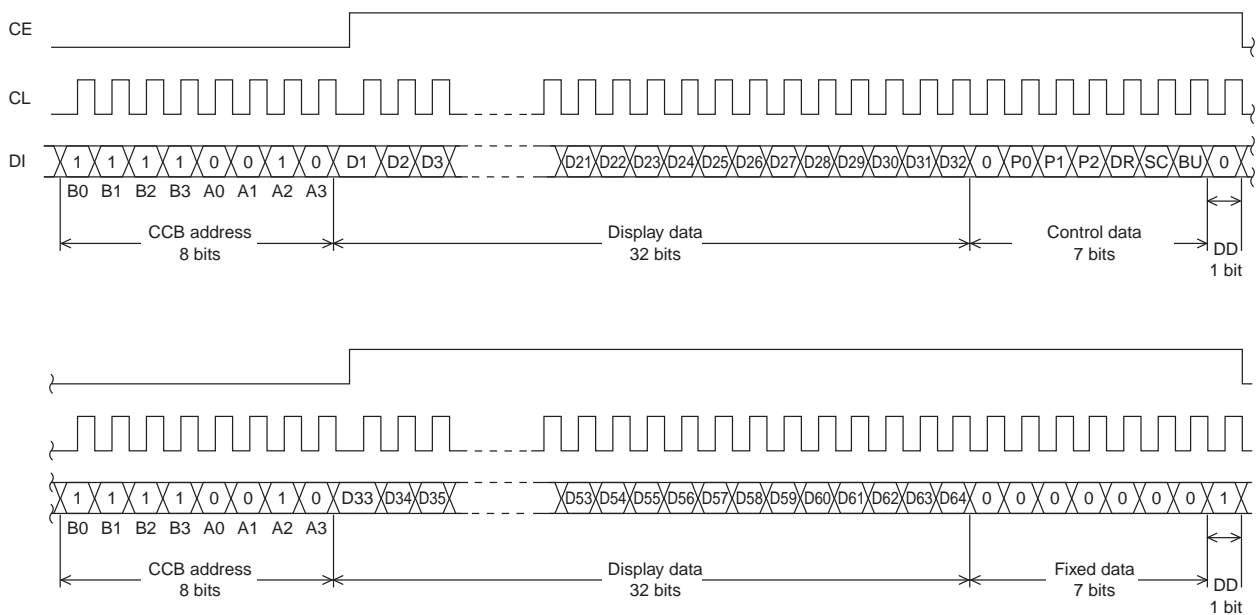 CE
CL
DI 1 1 1 1 0 0 1 0 D1 D2 D3 D21 D22 D23 D24 D25 D26 D27 D28 D29 D30 D31 D32 0 P0 P1 P2 DR SC BU 0
B0 B1 B2 B3 A0 A1 A2 A3
CCB address Display data Control data DD
8 bits 32 bits 7 bits 1 bit
1 1 1 1 0 0 1 0 D33 D34 D35 D53 D54 D55 D56 D57 D58 D59 D60 D61 D62 D63 D64 0 0 0 0 0 0 0 1
B0 B1 B2 B3 A0 A1 A2 A3
CCB address Display data Fixed data DD
8 bits 32 bits 7 bits 1 bit